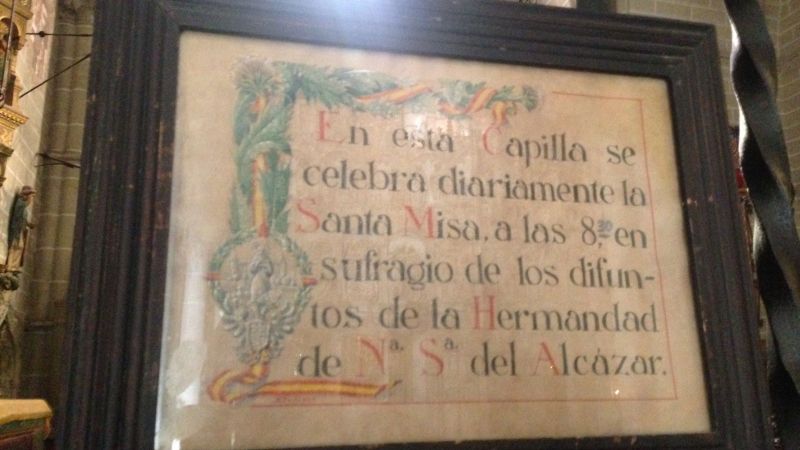 En esta Capilla se
celebra diariamente la
Santa Misa, a las 8,30 en
sufragio de los difun-
tos de la Hermandad
de Nª. Sª. del Alcázar.